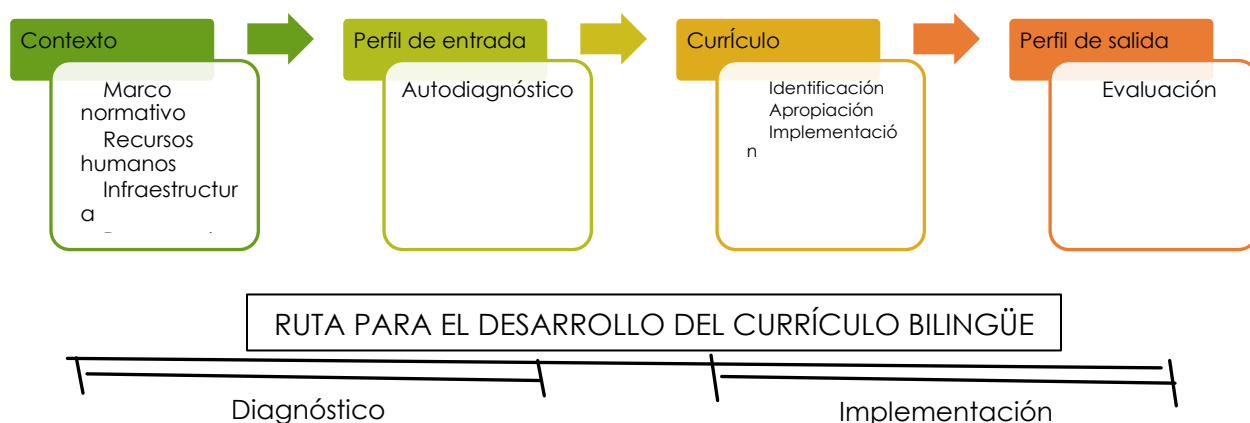 Contexto
Marco
normativo
Recursos
humanos
Infraestructur
a
Perfil de entrada
Autodiagnóstico
Currículo
Identificación
Apropiación
Implementació
n
Perfil de salida
Evaluación
RUTA PARA EL DESARROLLO DEL CURRÍCULO BILINGÜE
Diagnóstico
Implementación